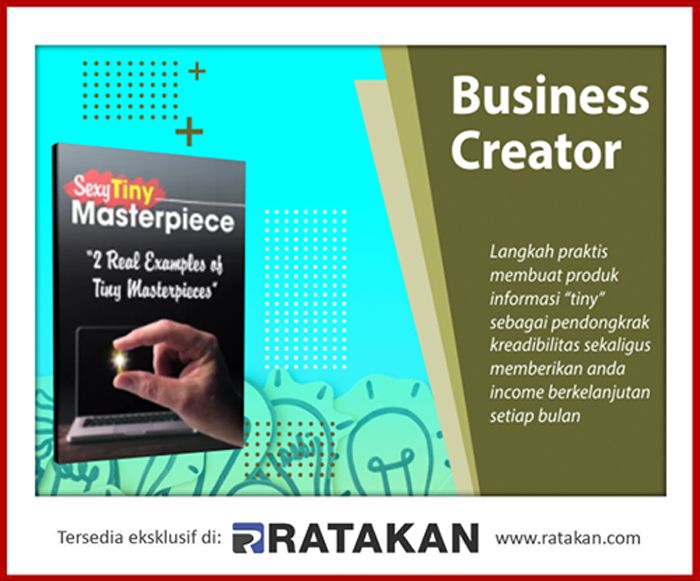 Business
Creator
Sexy Tiny
Masterpiece
"2 Real Examples of
Tiny Masterpieces"
Langkah praktis
membuat produk
informasi “tiny”
sebagai pendongkrak
kreadibilitas sekaligus
memberikan anda
income berkelanjutan
setiap bulan
Tersedia eksklusif di: RATAKAN www.ratakan.com